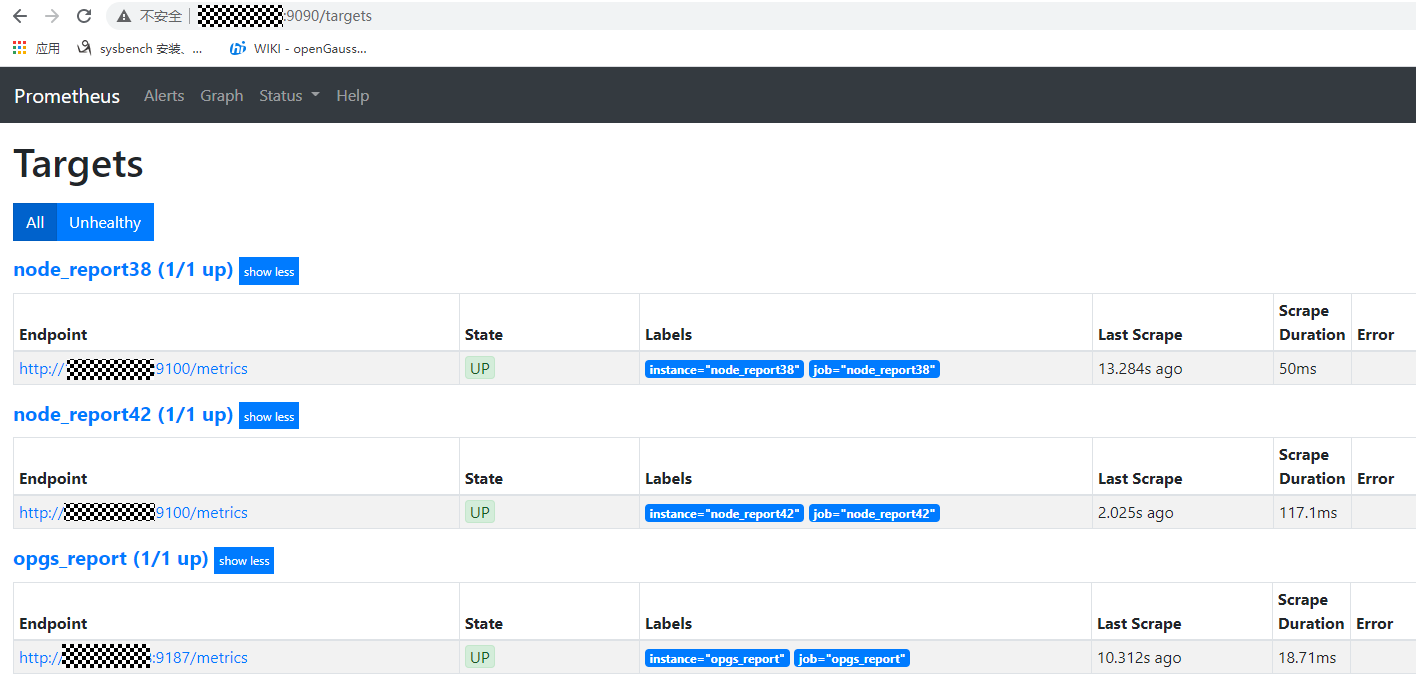 不安全 | :9090/targets
应用 sysbench 安装、... WIKI - openGauss...
Prometheus Alerts Graph Status Help
Targets
All Unhealthy
node_report38 (1/1 up) show less
Endpoint State Labels Last Scrape Scrape Duration Error
http:// 9100/metrics UP instance="node_report38" job="node_report38" 13.284s ago 50ms
node_report42 (1/1 up) show less
Endpoint State Labels Last Scrape Scrape Duration Error
http:// 9100/metrics UP instance="node_report42" job="node_report42" 2.025s ago 117.1ms
opgs_report (1/1 up) show less
Endpoint State Labels Last Scrape Scrape Duration Error
http:// :9187/metrics UP instance="opgs_report" job="opgs_report" 10.312s ago 18.71ms